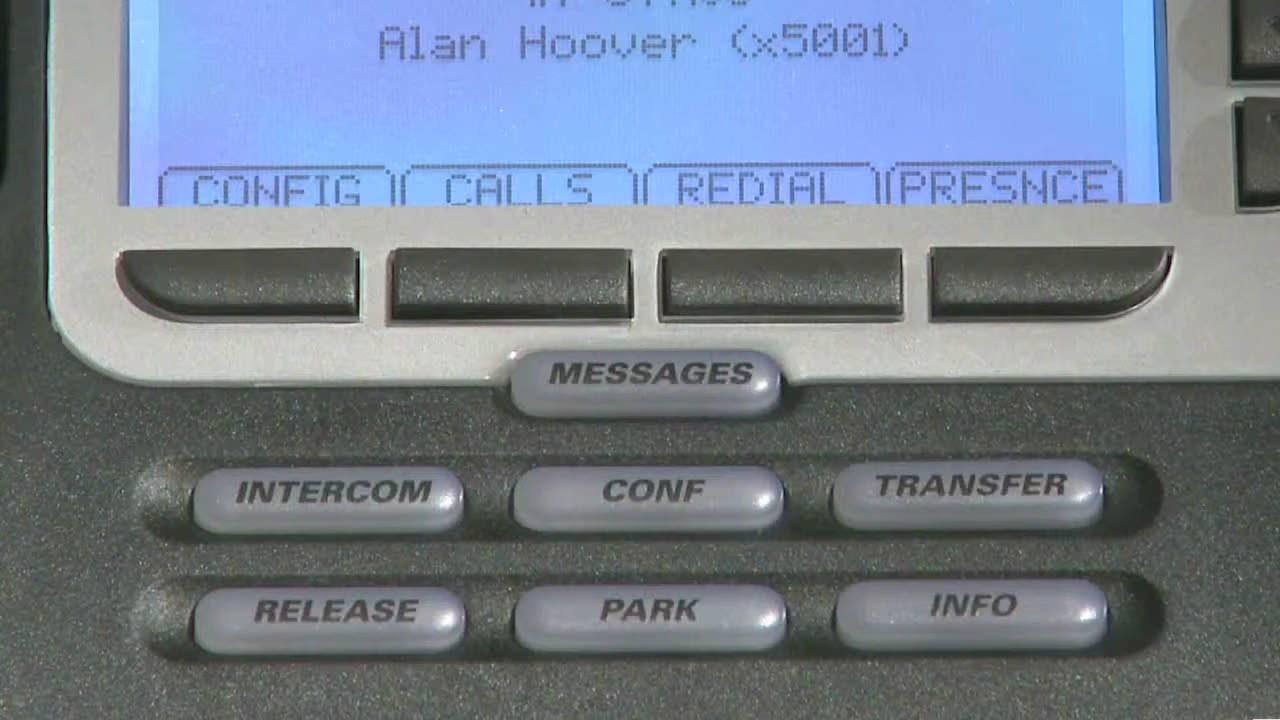 Alan Hoover (x5001)
CONFIG CALLS REDIAL PRESNCE
MESSAGES
INTERCOM CONF TRANSFER
RELEASE PARK INFO